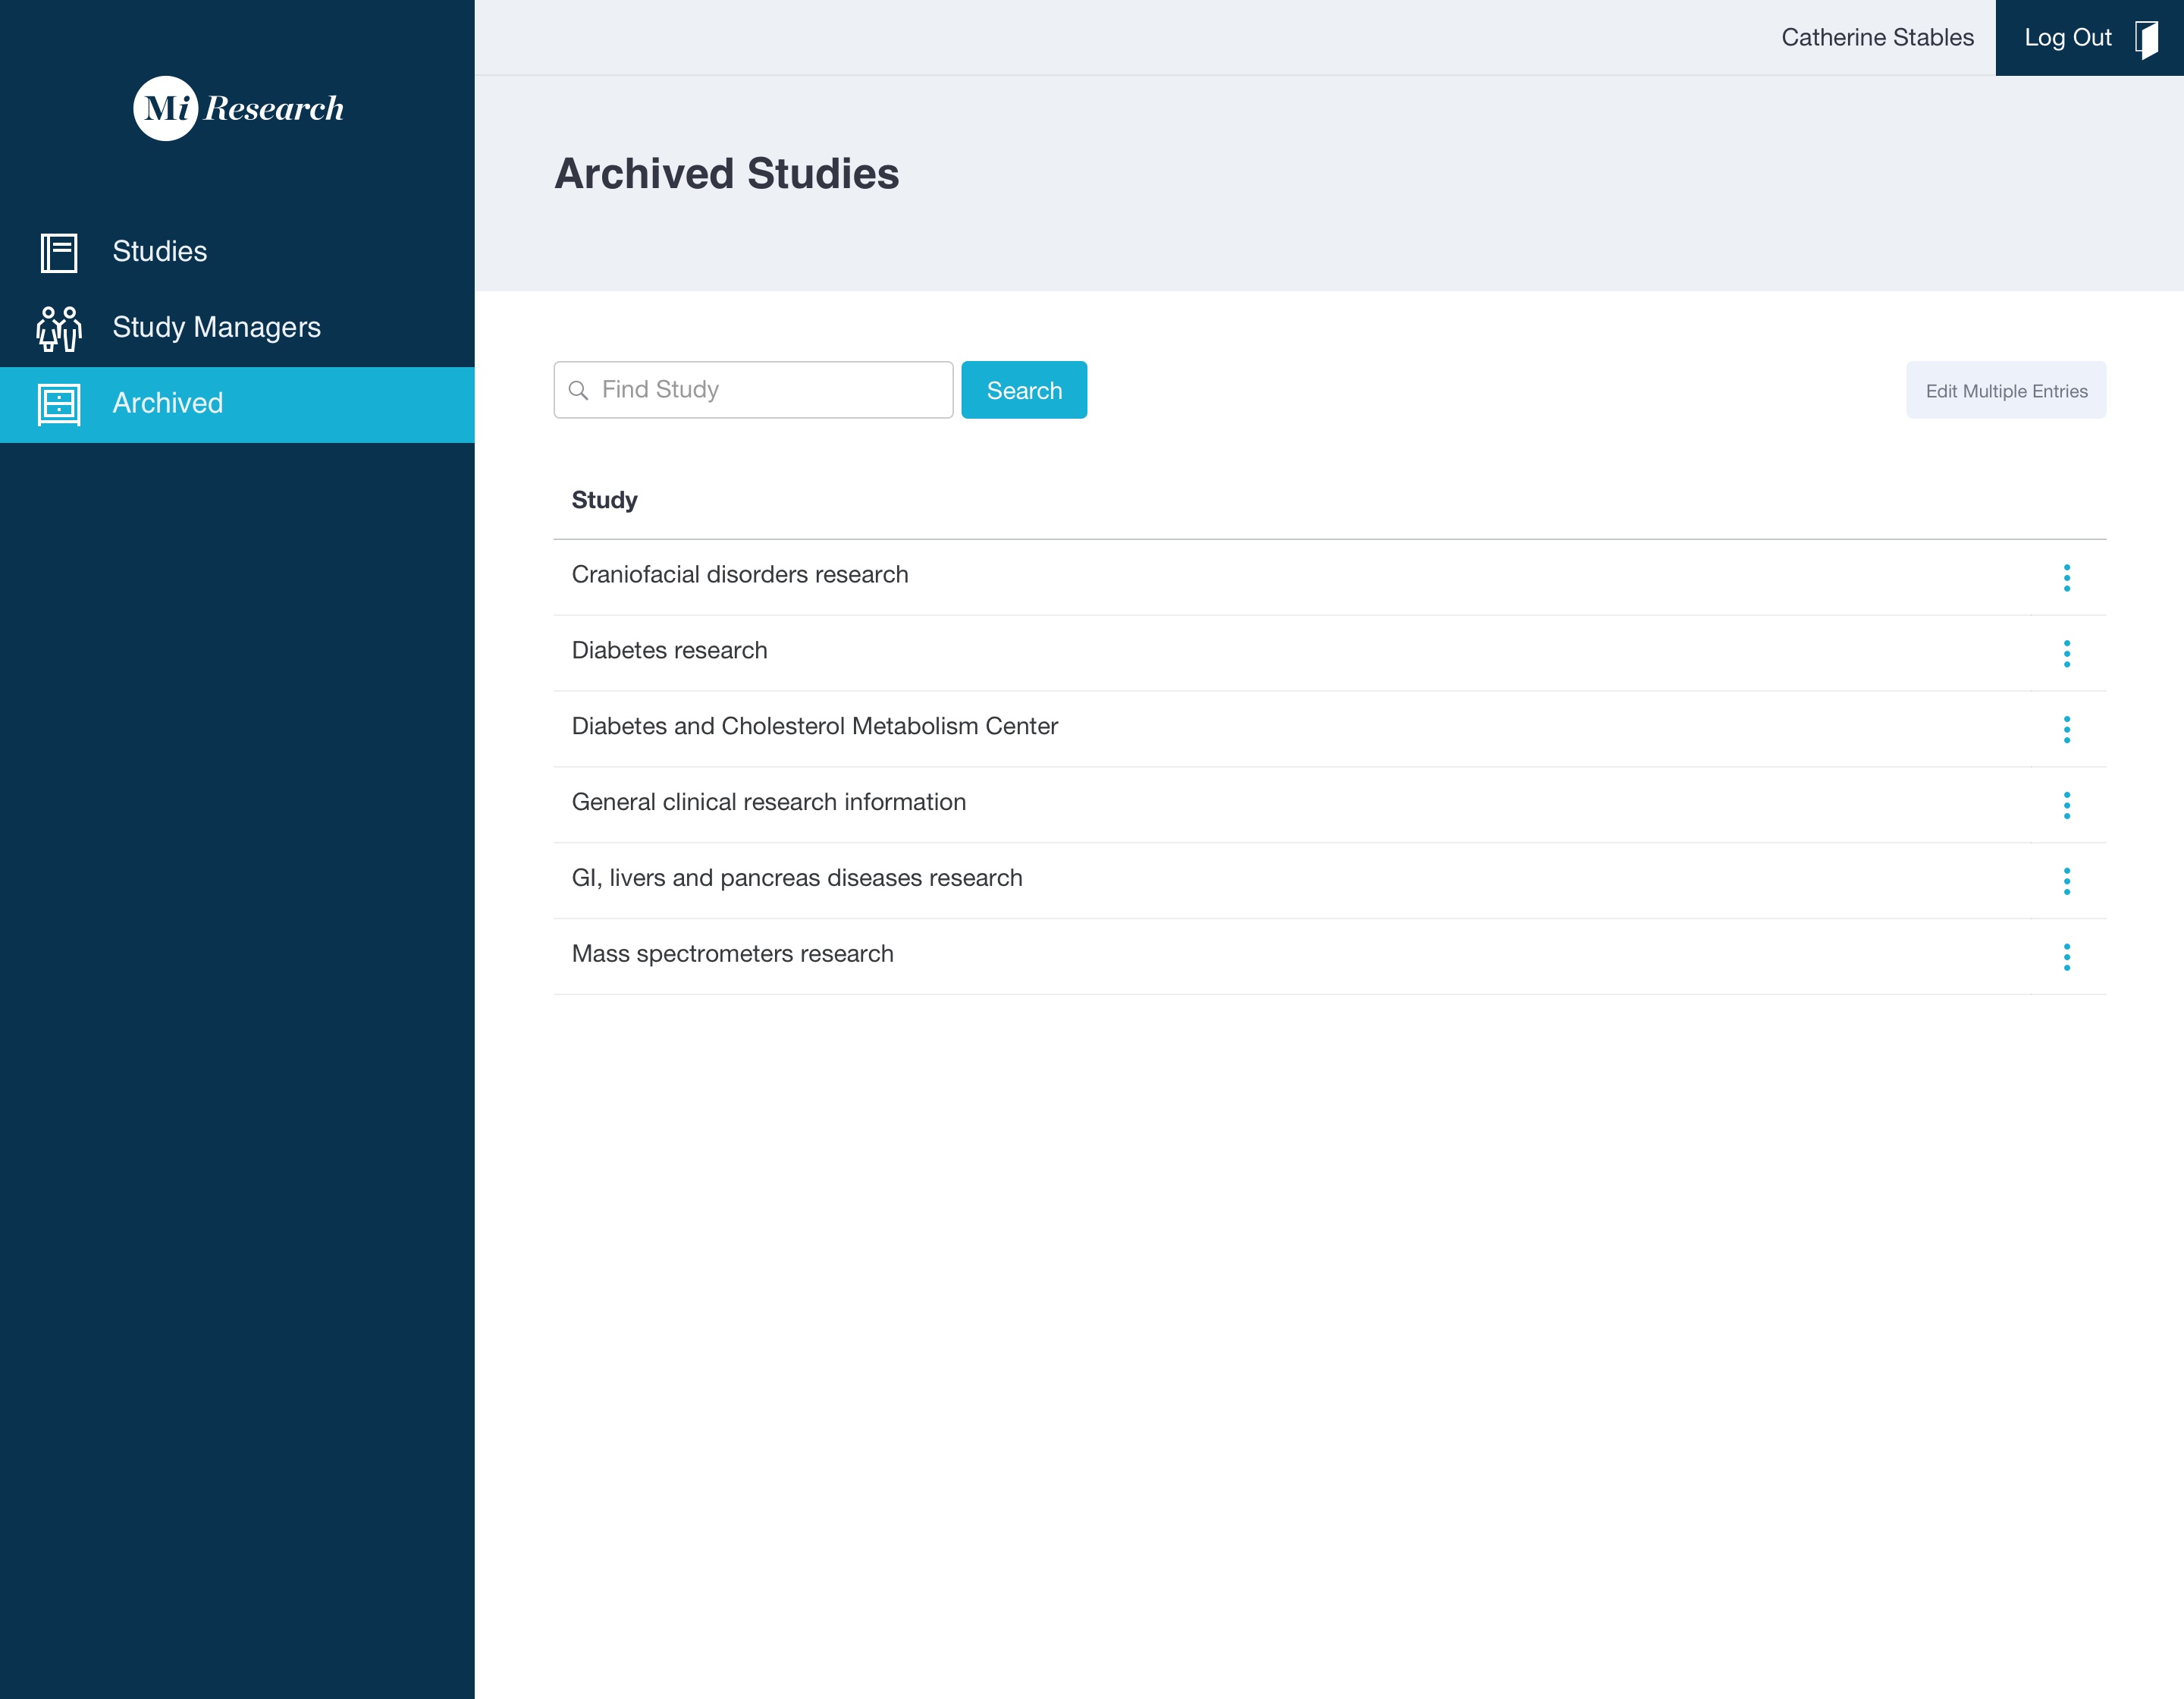 Mi Research
Studies
Study Managers
Archived
Catherine Stables
Log Out
Archived Studies
Find Study
Search
Edit Multiple Entries
Study
Craniofacial disorders research
Diabetes research
Diabetes and Cholesterol Metabolism Center
General clinical research information
GI, livers and pancreas diseases research
Mass spectrometers research